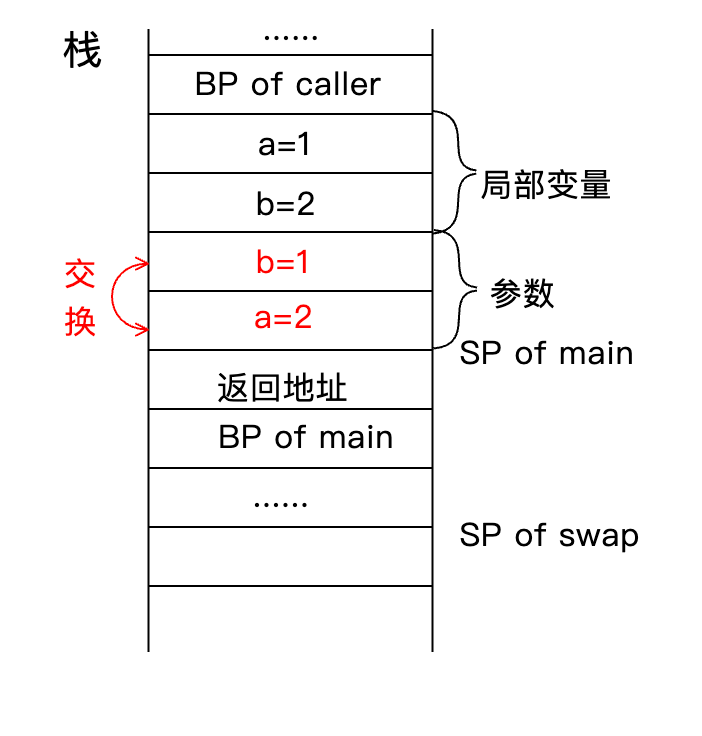 栈
......
BP of caller
a=1
b=2
局部变量
b=1
交
换
a=2
参数
SP of main
返回地址
BP of main
......
SP of swap